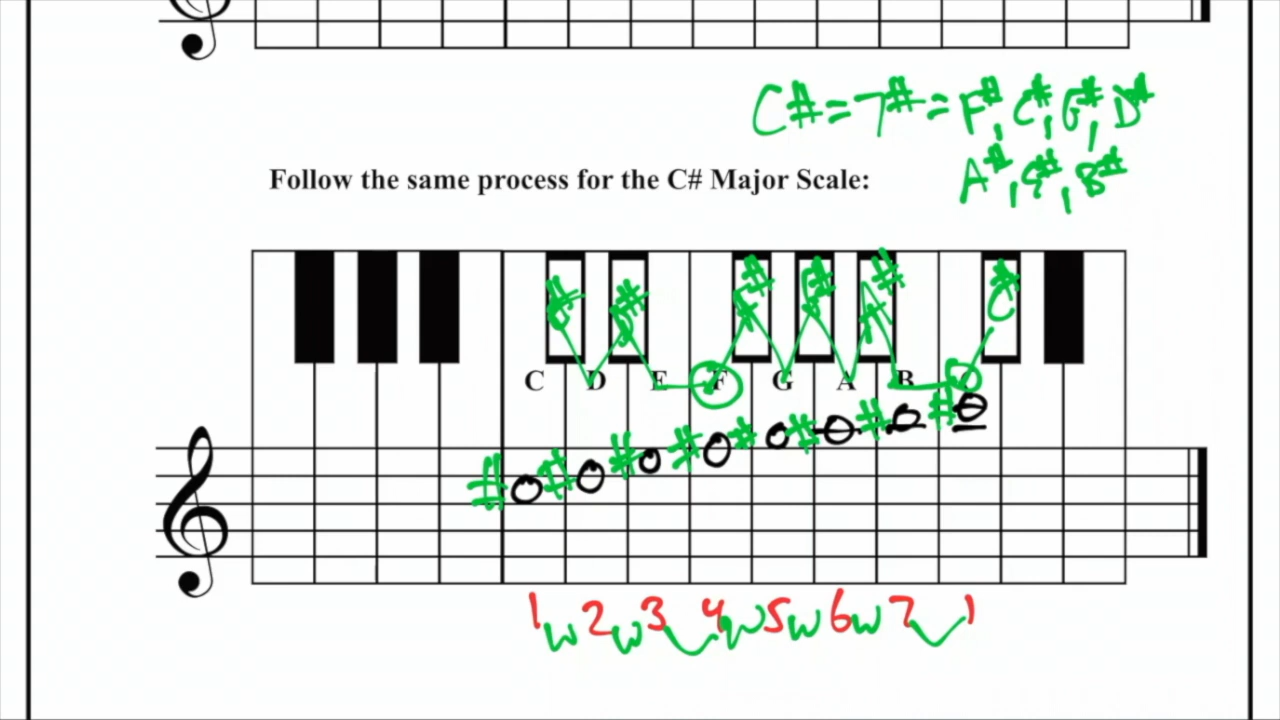 C# = 7# = F#, C#, G#, D#
A#, E#, B#
Follow the same process for the C# Major Scale:
C# D# F# G# A# C#
C D E F G A B C
# # # # # # # #
1 w 2 w 3 4 w 5 w 6 w 7 1